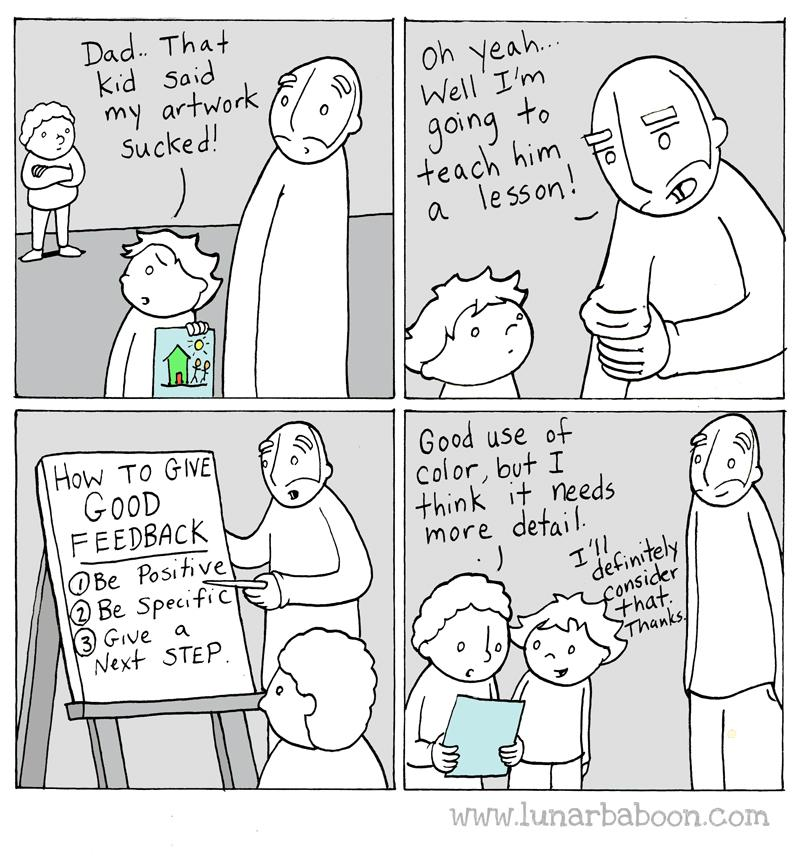 Dad.. That
kid said
my artwork
sucked!
Oh yeah...
Well I'm
going to
teach him
a lesson!
HOW TO GIVE
GOOD
FEEDBACK
① Be Positive
② Be Specific
③ Give a
Next STEP.
Good use of
color, but I
think it needs
more detail.
I'll
definitely
consider
that.
Thanks.
www.lunarbaboon.com